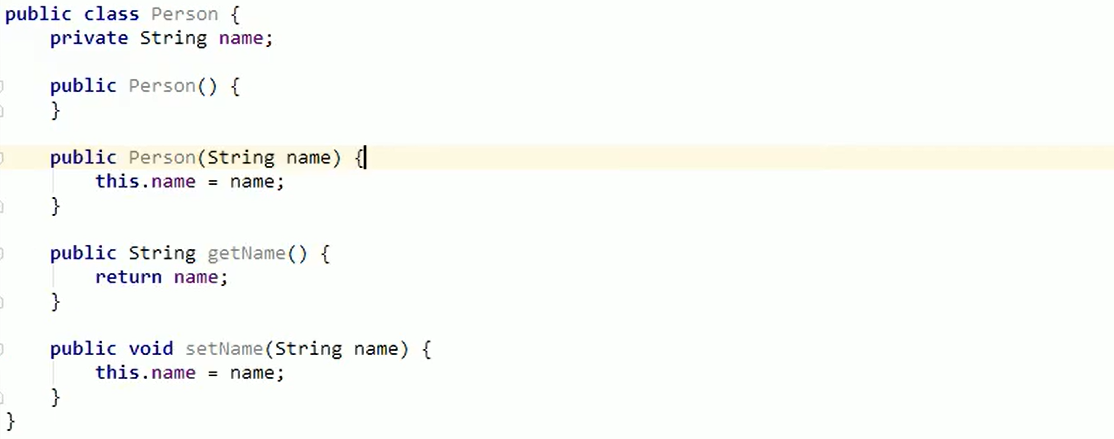 public class Person {
    private String name;

    public Person() {
    }

    public Person(String name) {
        this.name = name;
    }

    public String getName() {
        return name;
    }

    public void setName(String name) {
        this.name = name;
    }
}